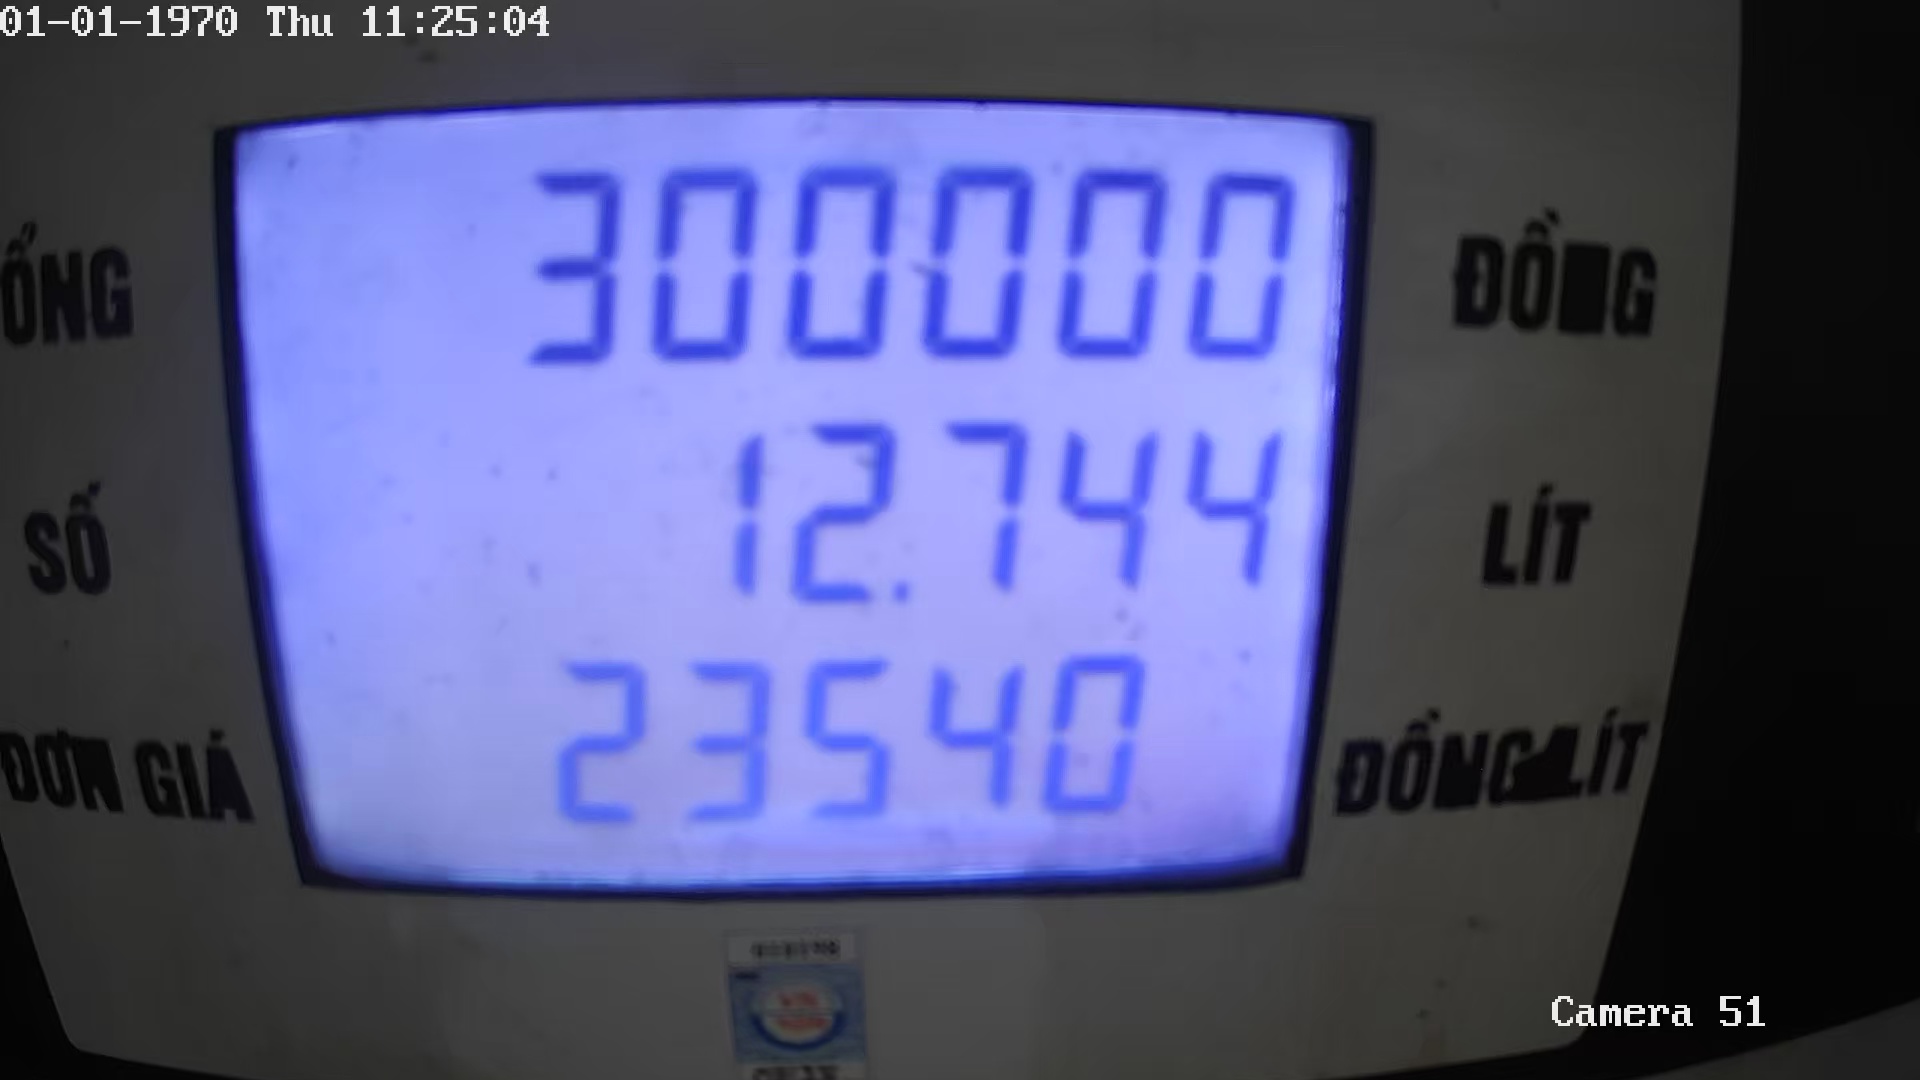 01-01-1970 Thu 11:25:04
ỔNG 300000 ĐỒNG
SỐ 12.744 LÍT
ĐƠN GIÁ 23540 ĐỒNG/LÍT
Camera 51